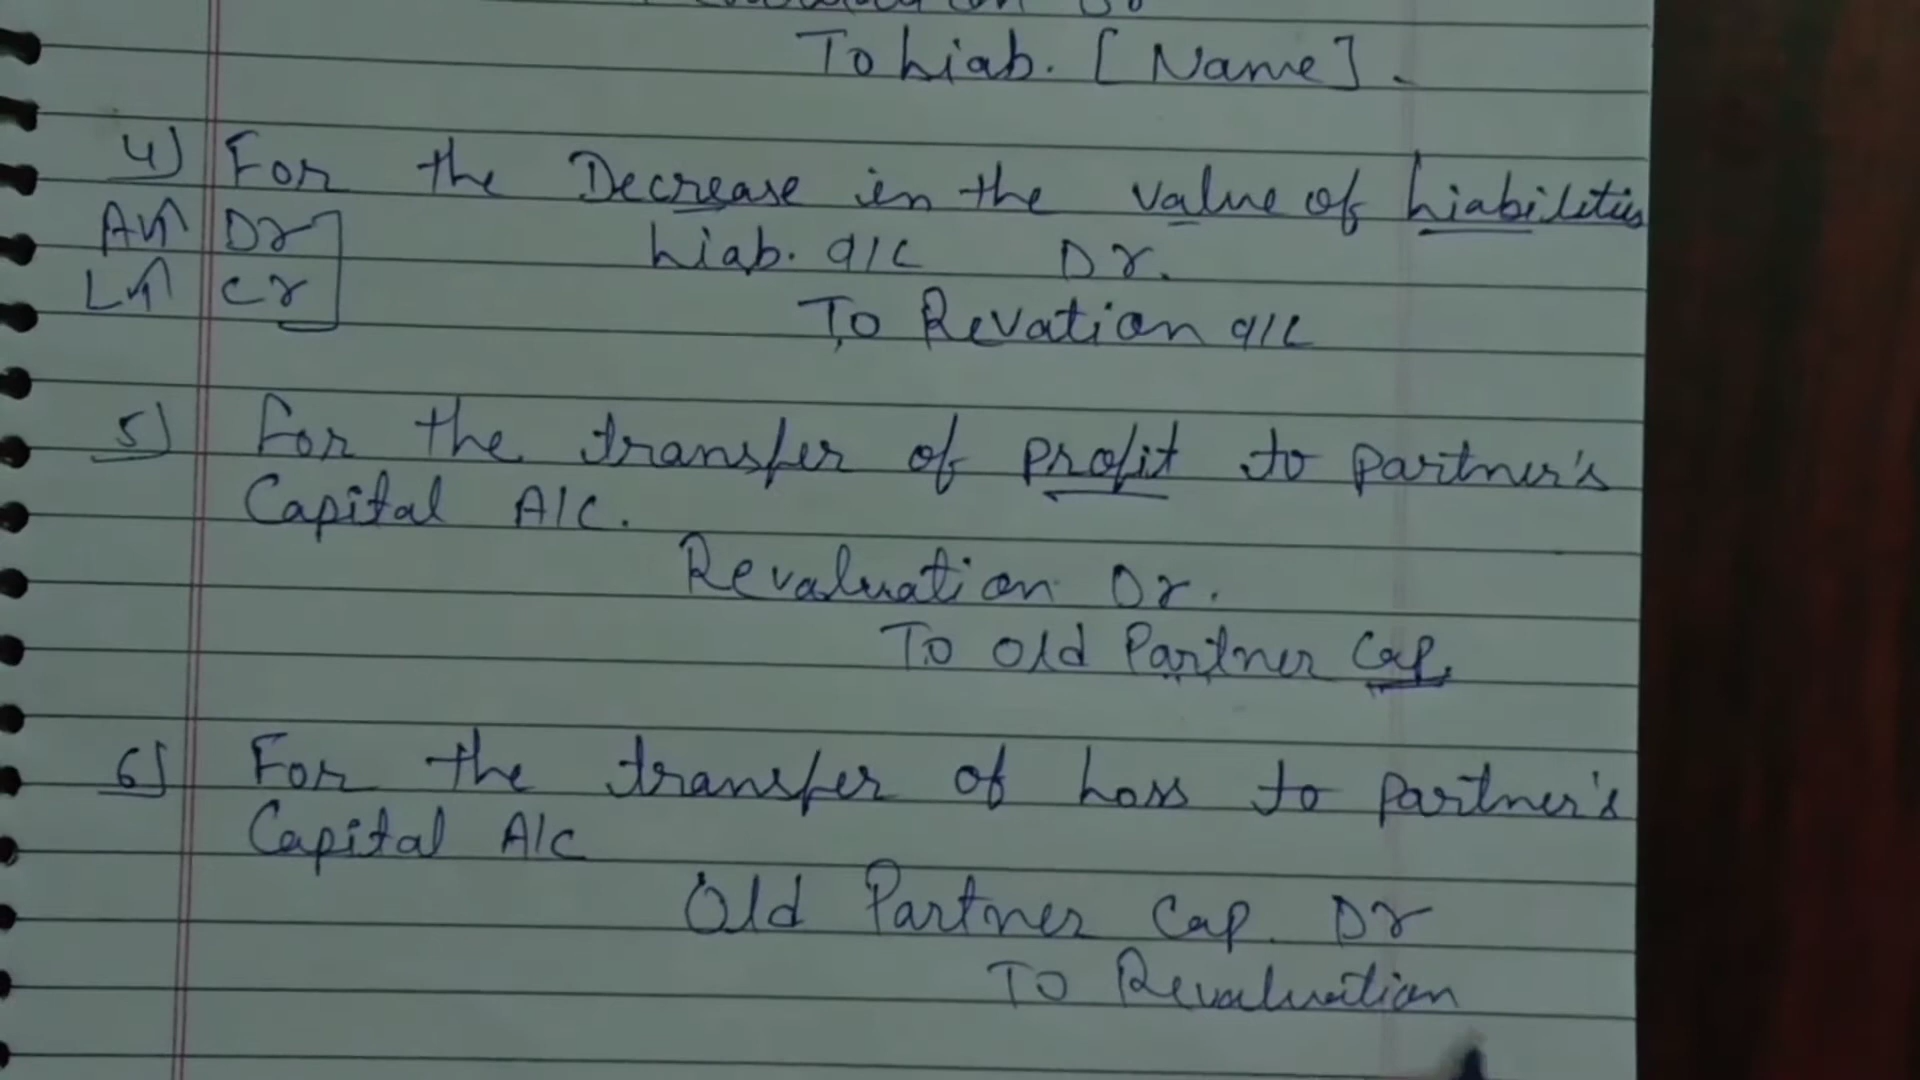 To Liab. [Name].
4) For the Decrease in the value of Liabilities
A↑ Dr
Liab. a/c Dr.
L↑ Cr
To Revation a/c
5) For the transfer of profit to partner's
Capital A/c.
Revaluation Dr.
To Old Partner Cap.
6) For the transfer of Loss to partner's
Capital A/c
Old Partner Cap. Dr
To Revaluation